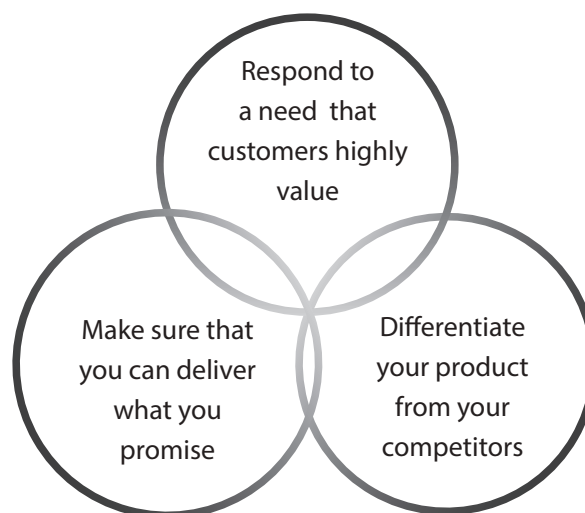 Respond to
a need that
customers highly
value
Make sure that
you can deliver
what you
promise
Differentiate
your product
from your
competitors